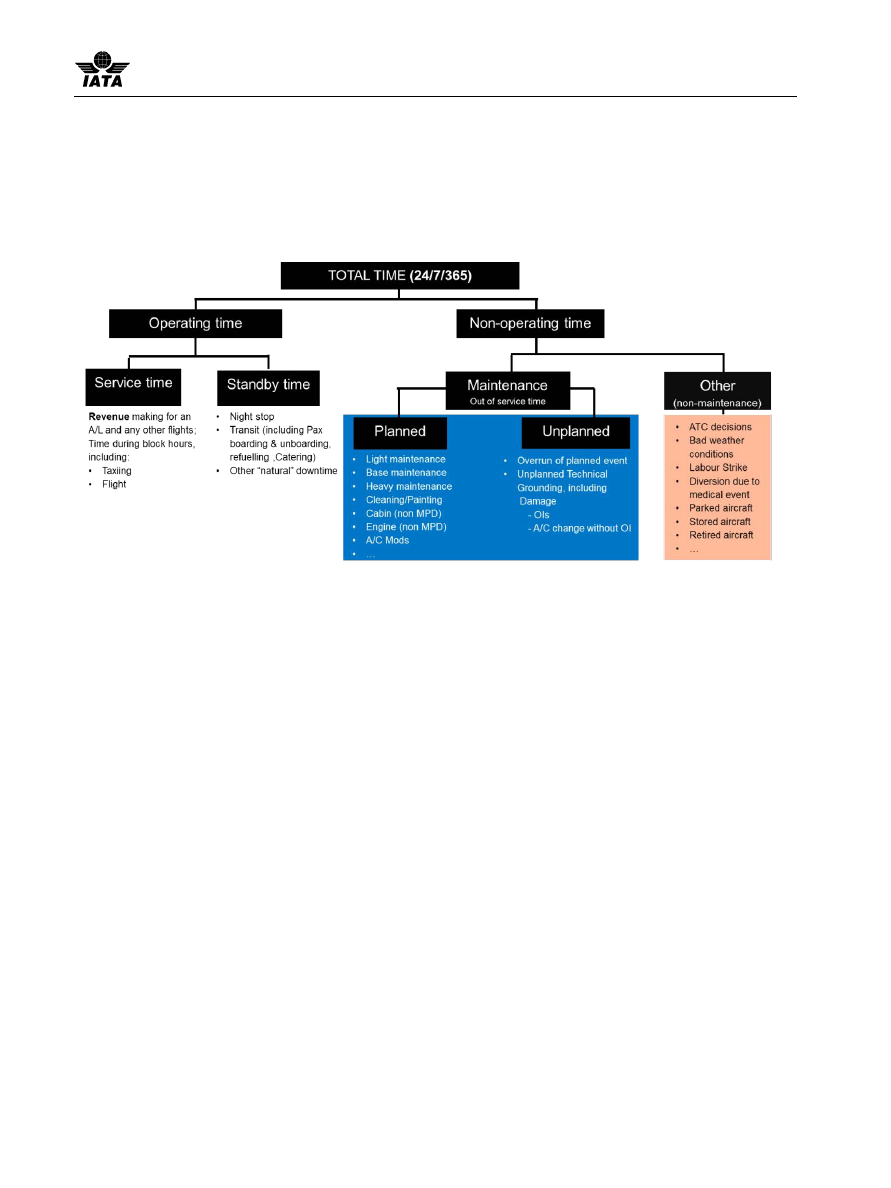 IATA
TOTAL TIME (24/7/365)
Operating time
Non-operating time
Service time
Revenue making for an
A/L and any other flights;
Time during block hours,
including:
• Taxiing
• Flight
Standby time
• Night stop
• Transit (including Pax
boarding & unboarding,
refuelling ,Catering)
• Other “natural” downtime
Maintenance
Out of service time
Planned
• Light maintenance
• Base maintenance
• Heavy maintenance
• Cleaning/Painting
• Cabin (non MPD)
• Engine (non MPD)
• A/C Mods
• …
Unplanned
• Overrun of planned event
• Unplanned Technical
Grounding, including
Damage
- OIs
- A/C change without OI
Other
(non-maintenance)
• ATC decisions
• Bad weather
conditions
• Labour Strike
• Diversion due to
medical event
• Parked aircraft
• Stored aircraft
• Retired aircraft
• …